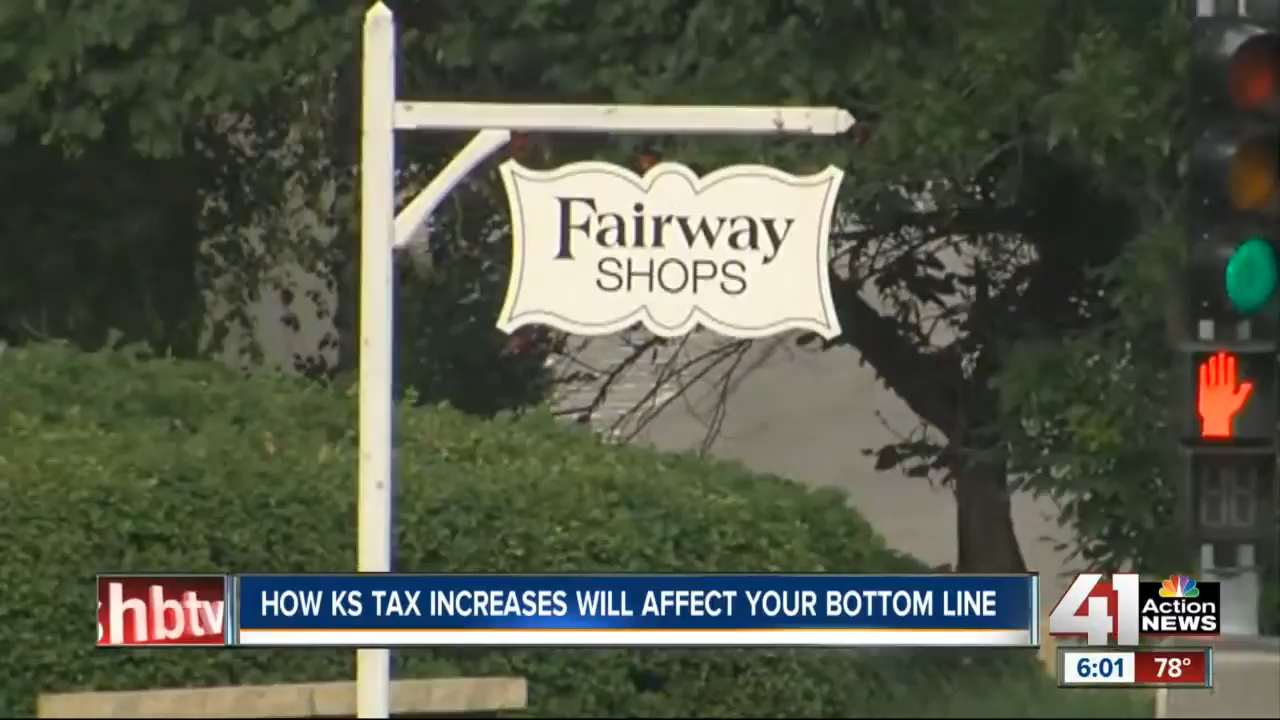 Fairway
SHOPS
shbtv
HOW KS TAX INCREASES WILL AFFECT YOUR BOTTOM LINE
41
Action
NEWS
6:01 78°